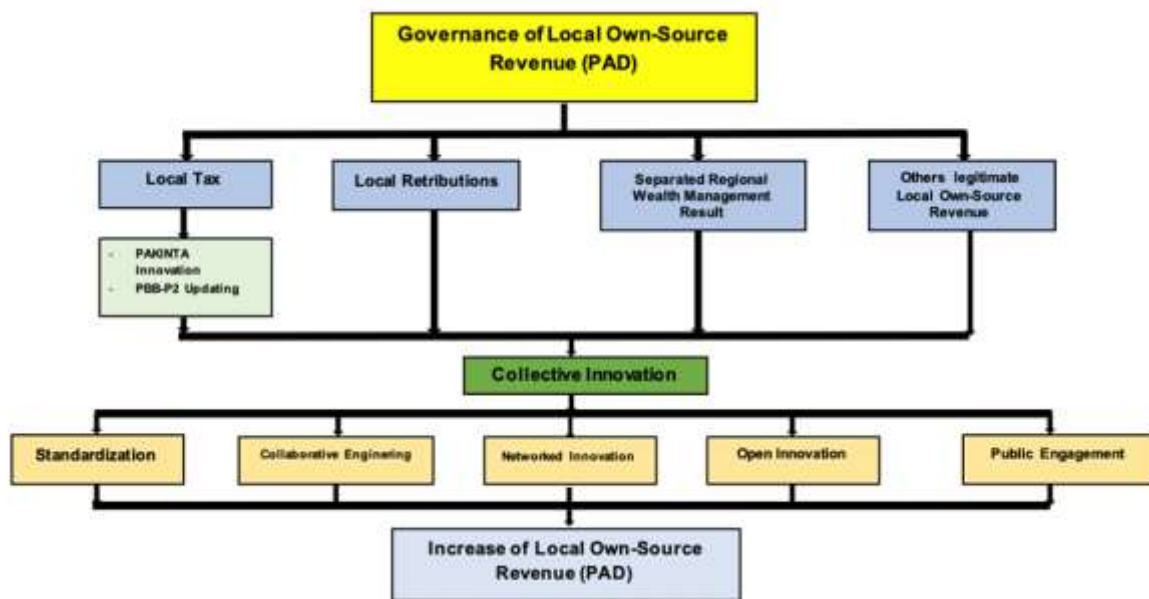 Governance of Local Own-Source
Revenue (PAD)
Local Tax
Local Retributions
Separated Regional
Wealth Management
Result
Others legitimate
Local Own-Source
Revenue
- PAKINTA
Innovation
- PBB-P2 Updating
Collective Innovation
Standardization
Collaborative Enginering
Networked Innovation
Open Innovation
Public Engagement
Increase of Local Own-Source
Revenue (PAD)